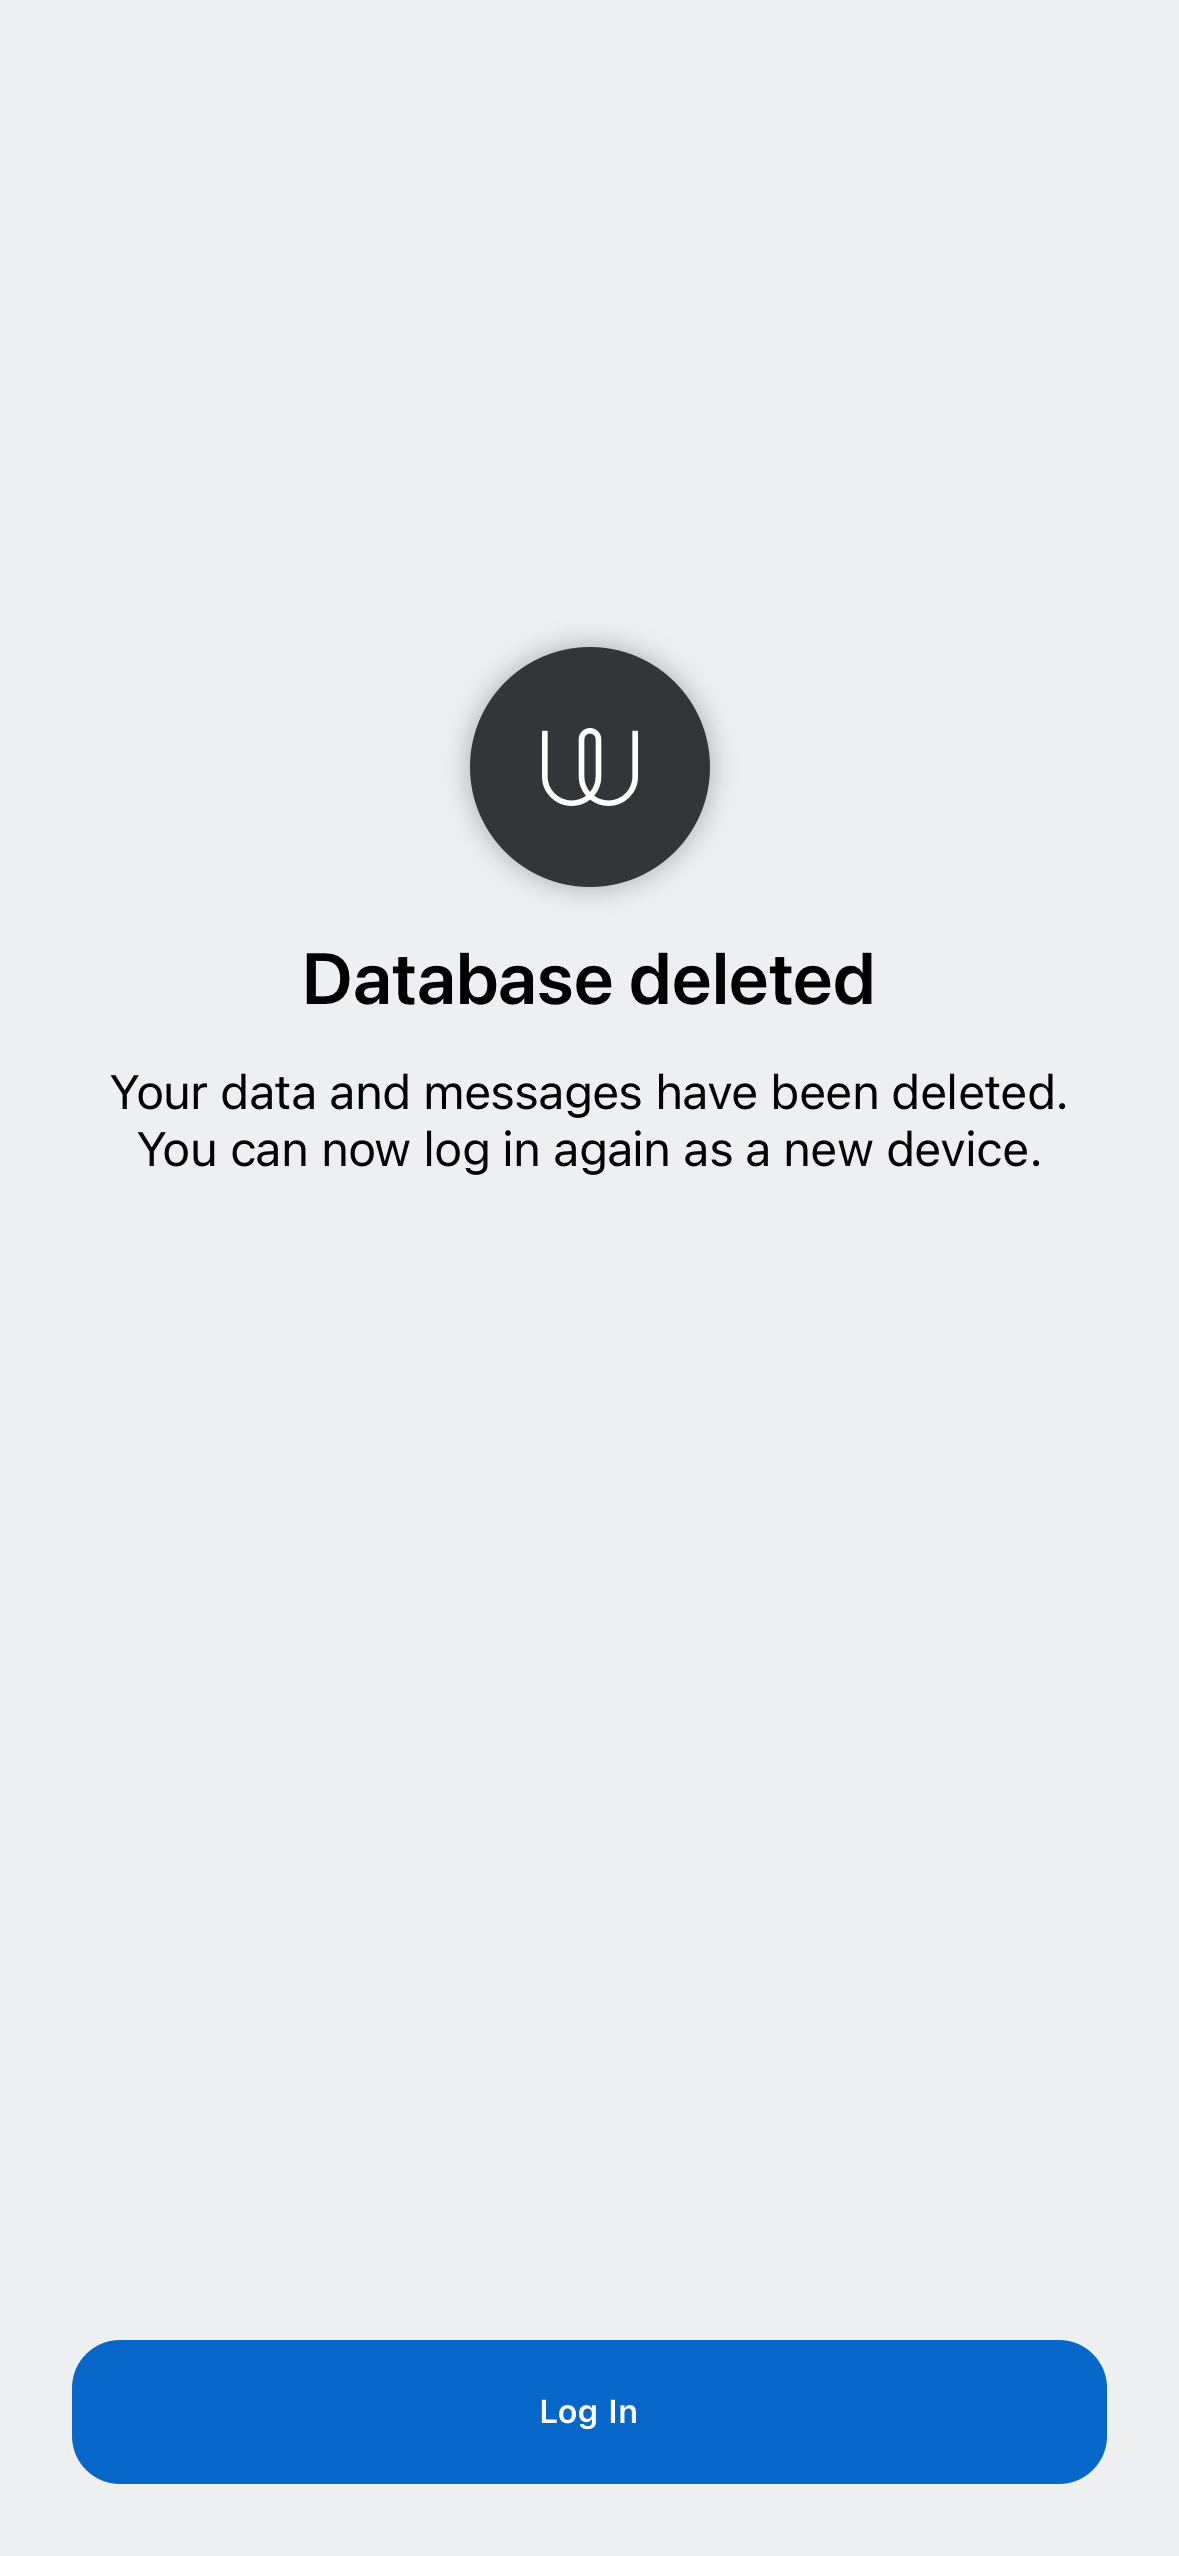 Database deleted
Your data and messages have been deleted.
You can now log in again as a new device.
Log In